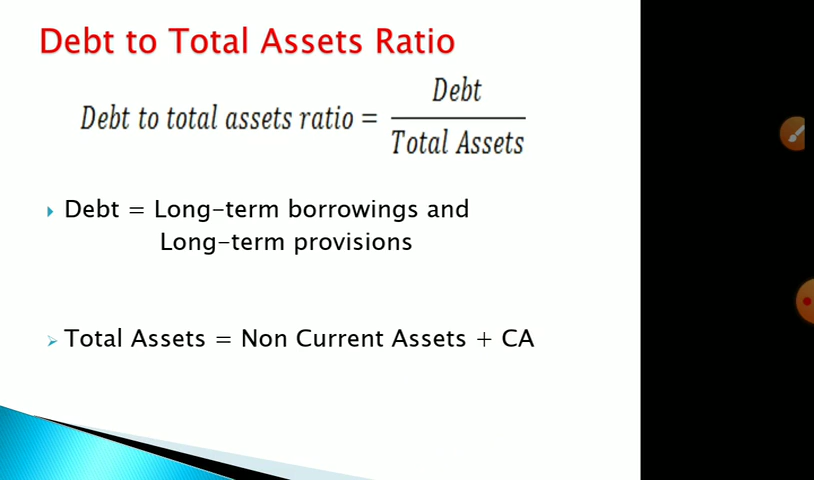 Debt to Total Assets Ratio
Debt
Debt to total assets ratio =
Total Assets
Debt = Long-term borrowings and
Long-term provisions
Total Assets = Non Current Assets + CA